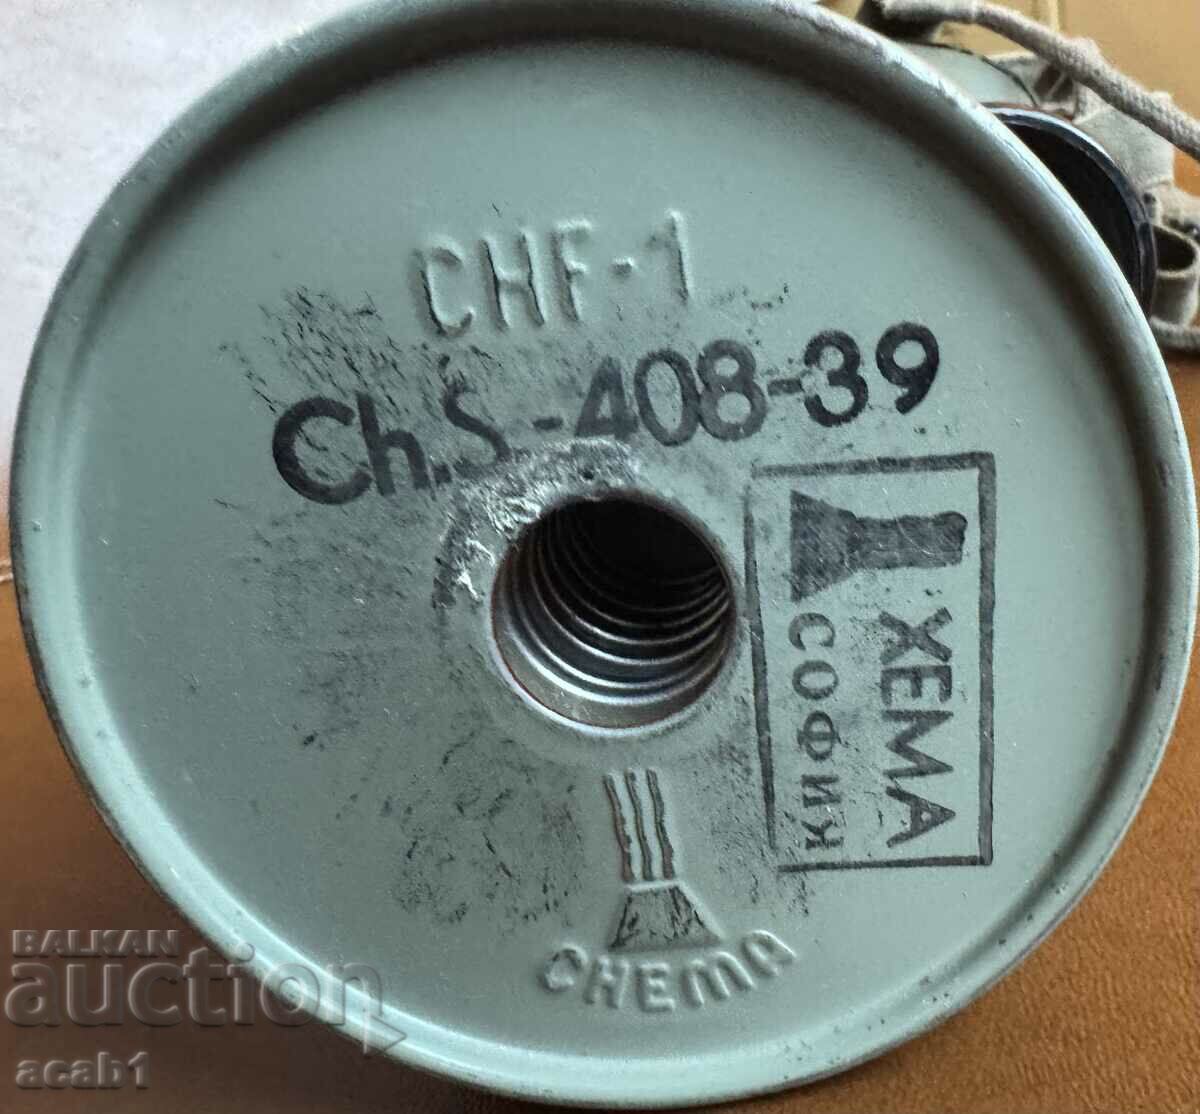 CHF-1
Ch.S.-408-39
ХЕМА
СОФИЯ
CHEMA
BALKAN
auction
acab1